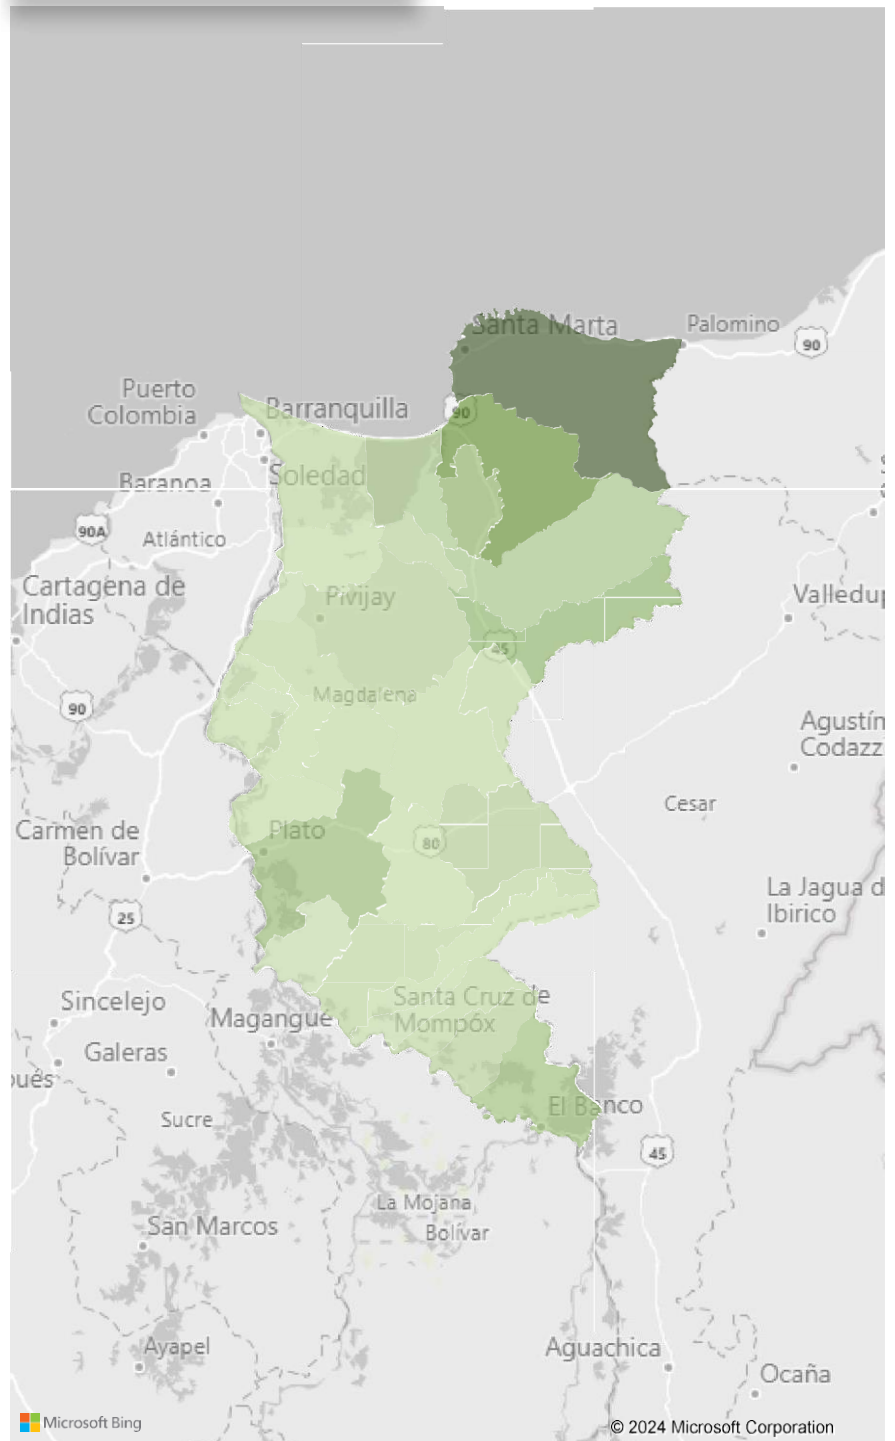 Santa Marta
Palomino
90
Puerto
Colombia
Barranquilla
90
Soledad
Baranoa
90A
Atlántico
Cartagena de
Indias
Pivijay
Valledup
45
Magdalena
90
Agustín
Codazz
Cesar
Carmen de
Bolívar
Plato
80
La Jagua d
Ibirico
25
Santa Cruz de
Mompóx
Sincelejo
Magangué
Galeras
oués
El Banco
Sucre
45
La Mojana
Bolívar
San Marcos
Ayapel
Aguachica
Ocaña
Microsoft Bing
© 2024 Microsoft Corporation